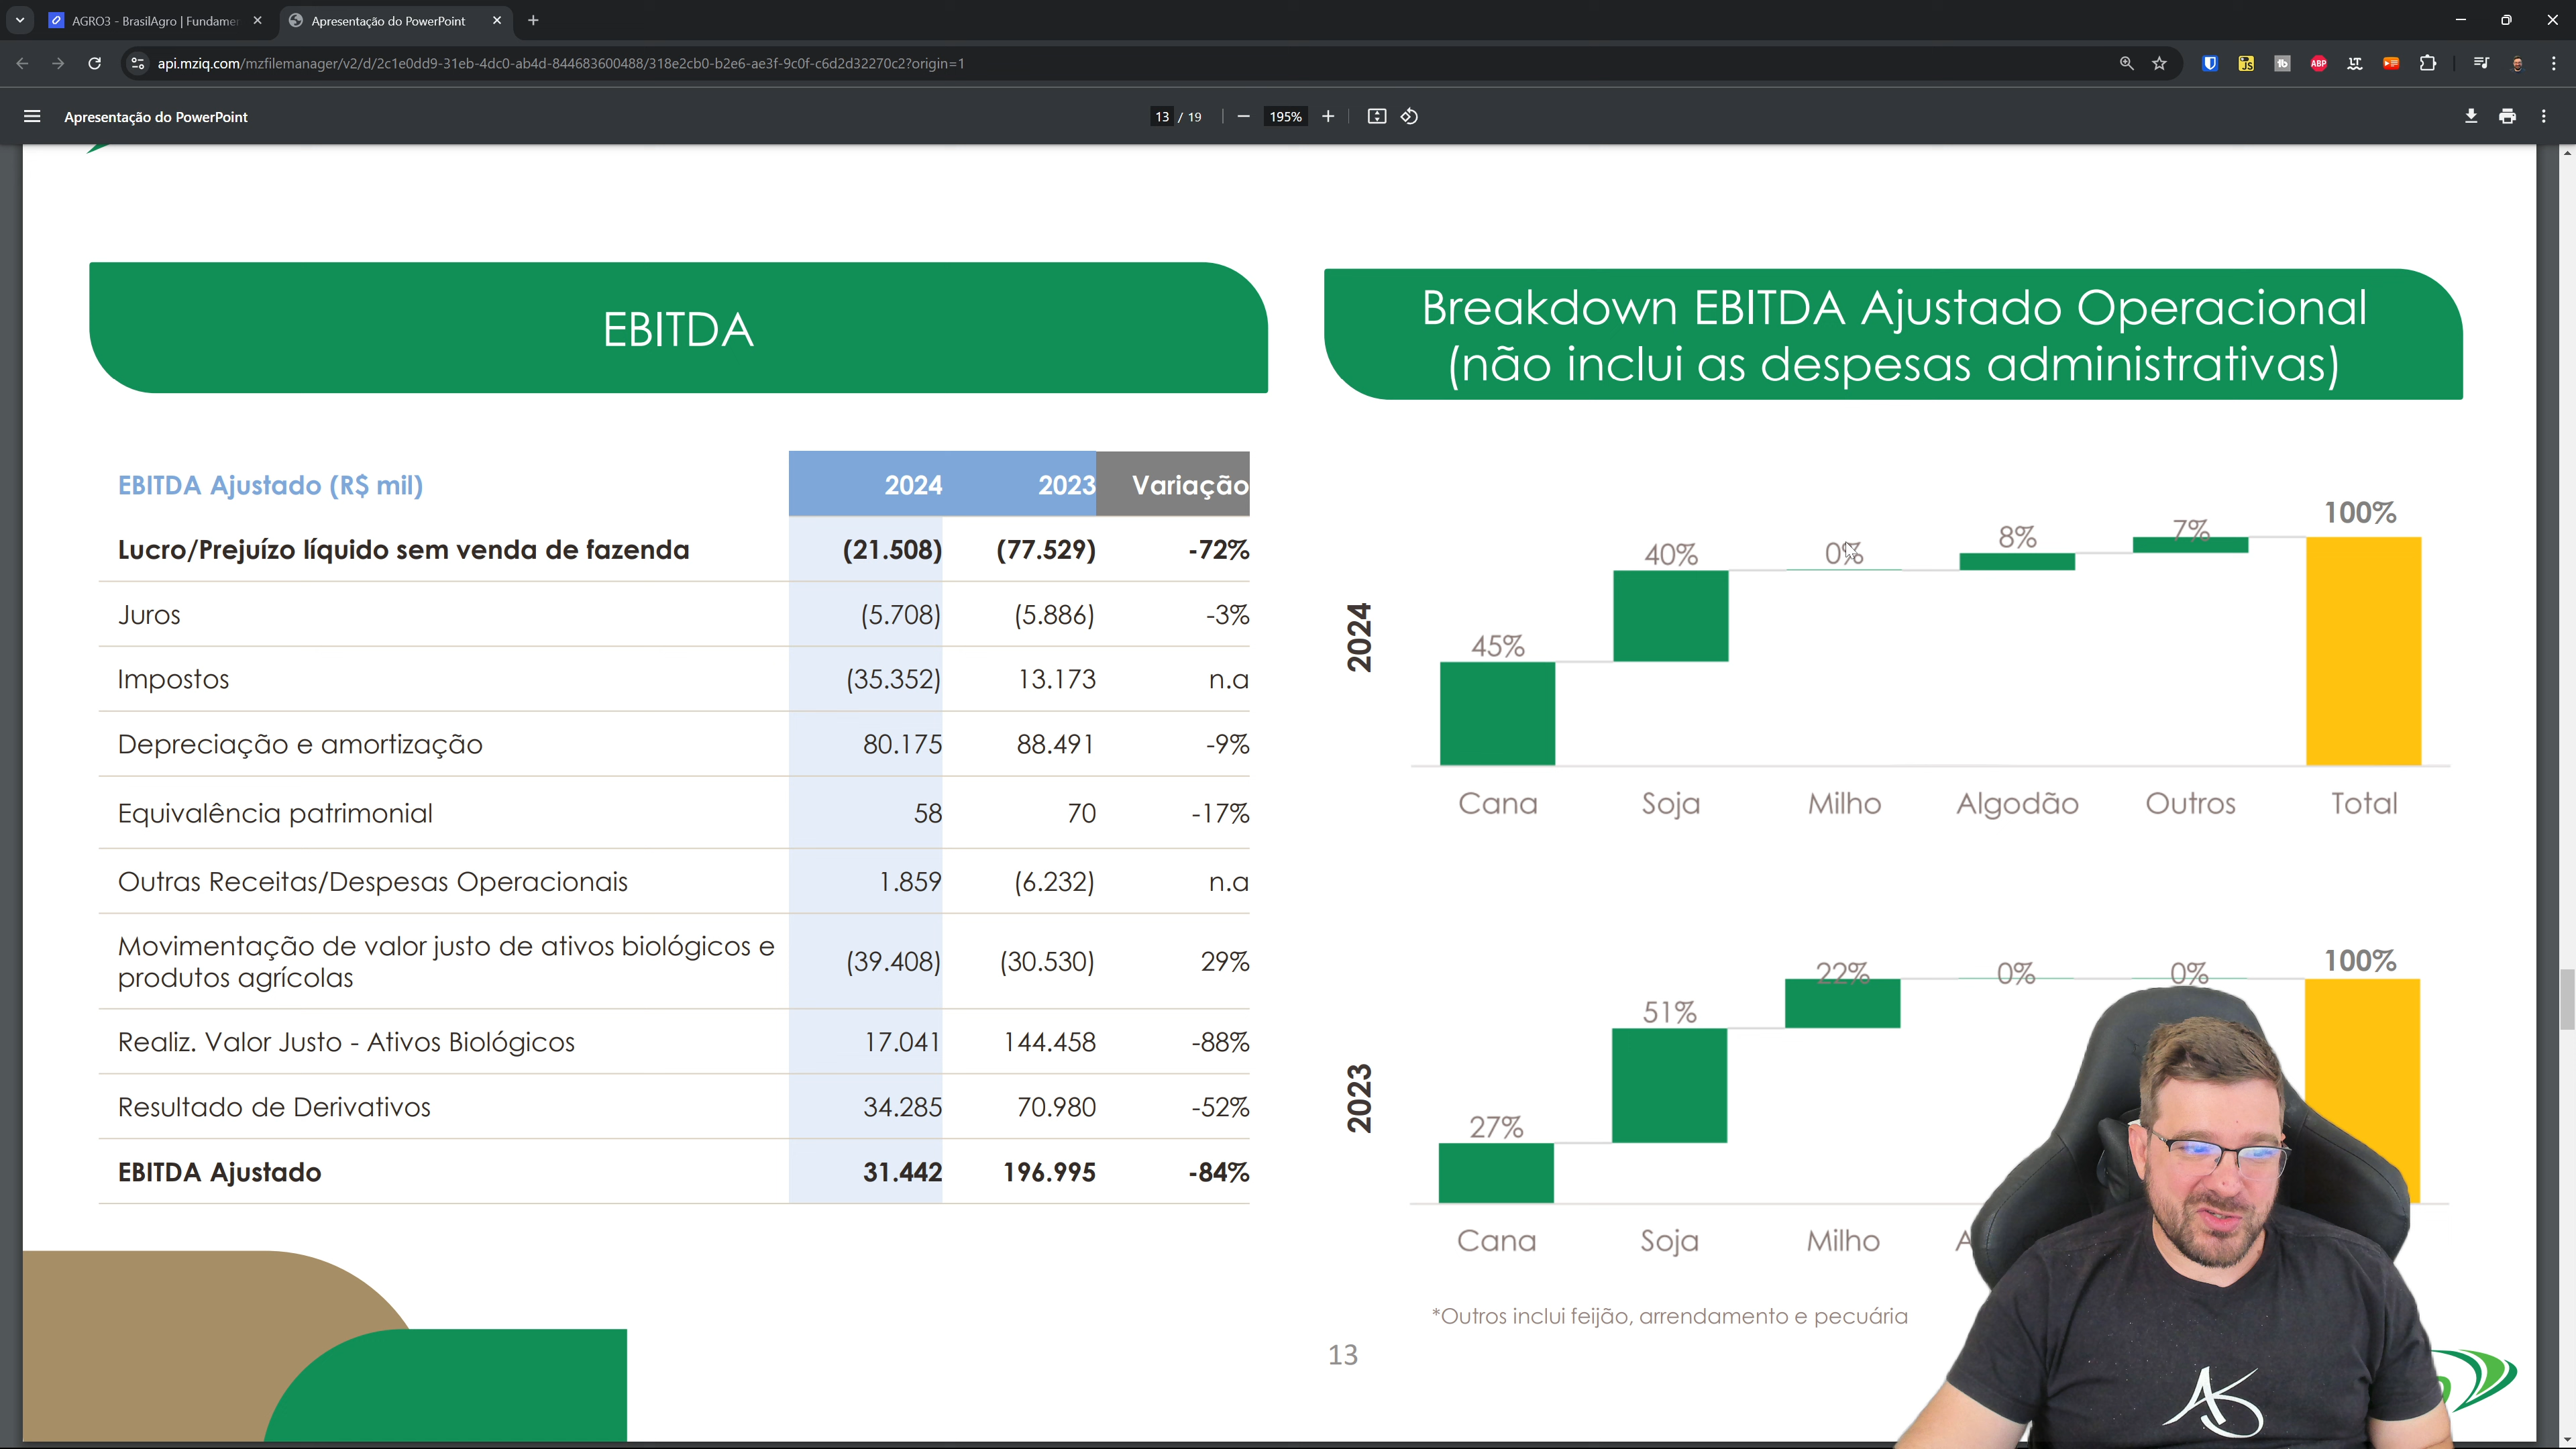 AGRO3 - BrasilAgro | Fundamen
Apresentação do PowerPoint
api.mziq.com/mzfilemanager/v2/d/2c1e0dd9-31eb-4dc0-ab4d-844683600488/318e2cb0-b2e6-ae3f-9c0f-c6d2d32270c2?origin=1
Apresentação do PowerPoint
13 / 19
195%
EBITDA
Breakdown EBITDA Ajustado Operacional
(não inclui as despesas administrativas)
EBITDA Ajustado (R$ mil) 2024 2023 Variação
Lucro/Prejuízo líquido sem venda de fazenda (21.508) (77.529) -72%
Juros (5.708) (5.886) -3%
Impostos (35.352) 13.173 n.a
Depreciação e amortização 80.175 88.491 -9%
Equivalência patrimonial 58 70 -17%
Outras Receitas/Despesas Operacionais 1.859 (6.232) n.a
Movimentação de valor justo de ativos biológicos e
produtos agrícolas (39.408) (30.530) 29%
Realiz. Valor Justo - Ativos Biológicos 17.041 144.458 -88%
Resultado de Derivativos 34.285 70.980 -52%
EBITDA Ajustado 31.442 196.995 -84%
2024
45% 40% 0% 8% 7% 100%
Cana Soja Milho Algodão Outros Total
2023
27% 51% 22% 0% 0% 100%
Cana Soja Milho
*Outros inclui feijão, arrendamento e pecuária
13
ABP
JS